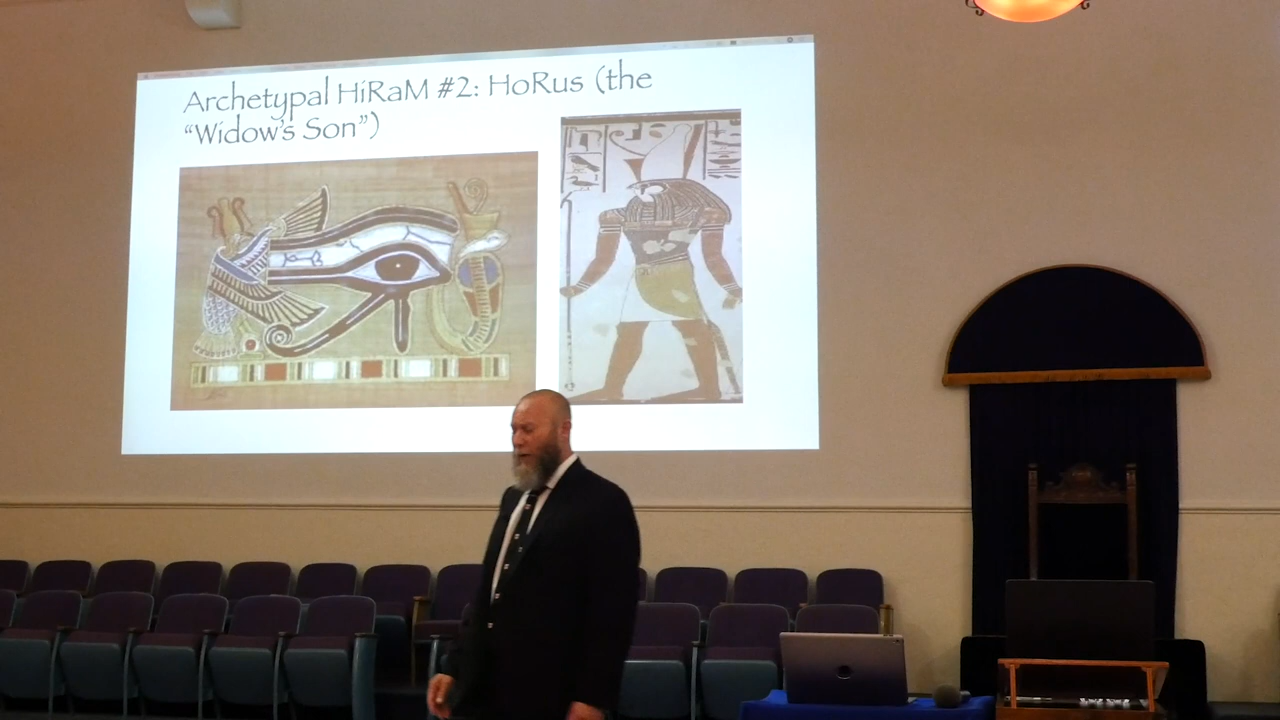 Archetypal HiRaM #2: HoRus (the
“Widow’s Son”)